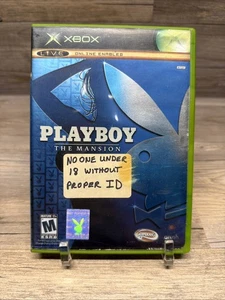 XBOX
LIVE ONLINE ENABLED
PLAYBOY
THE MANSION
NO ONE UNDER
18 WITHOUT
PROPER ID
M